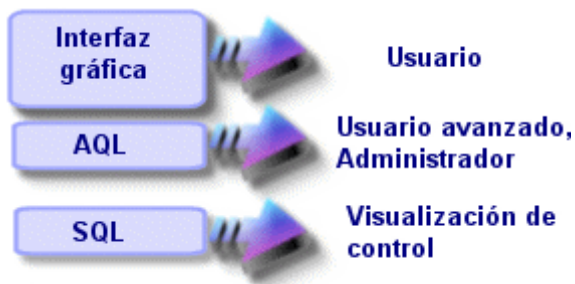 Interfaz
gráfica
Usuario
AQL
Usuario avanzado,
Administrador
SQL
Visualización de
control